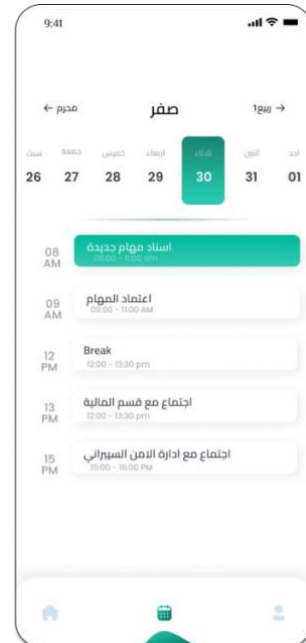 9:41
← محرم صفر ربيع1 →
سبت جمعة خميس اربعاء ثلاثاء اثنين احد
26 27 28 29 30 31 01
08 AM
اسناد مهام جديدة
09 AM
اعتماد المهام
09:00 - 11:00 AM
12 PM
Break
12:00 - 13:30 pm
13 PM
اجتماع مع قسم المالية
12:00 - 13:30 pm
15 PM
اجتماع مع ادارة الامن السيبراني
15:00 - 16:00 PM